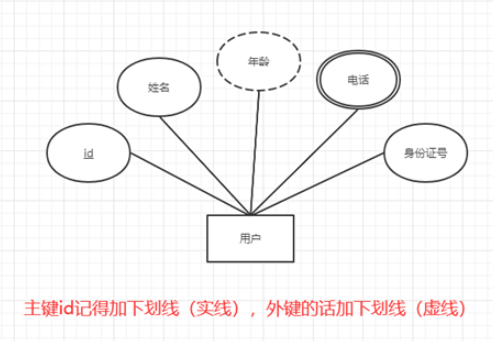 年龄
姓名
电话
id
身份证号
用户
主键id记得加下划线（实线），外键的话加下划线（虚线）